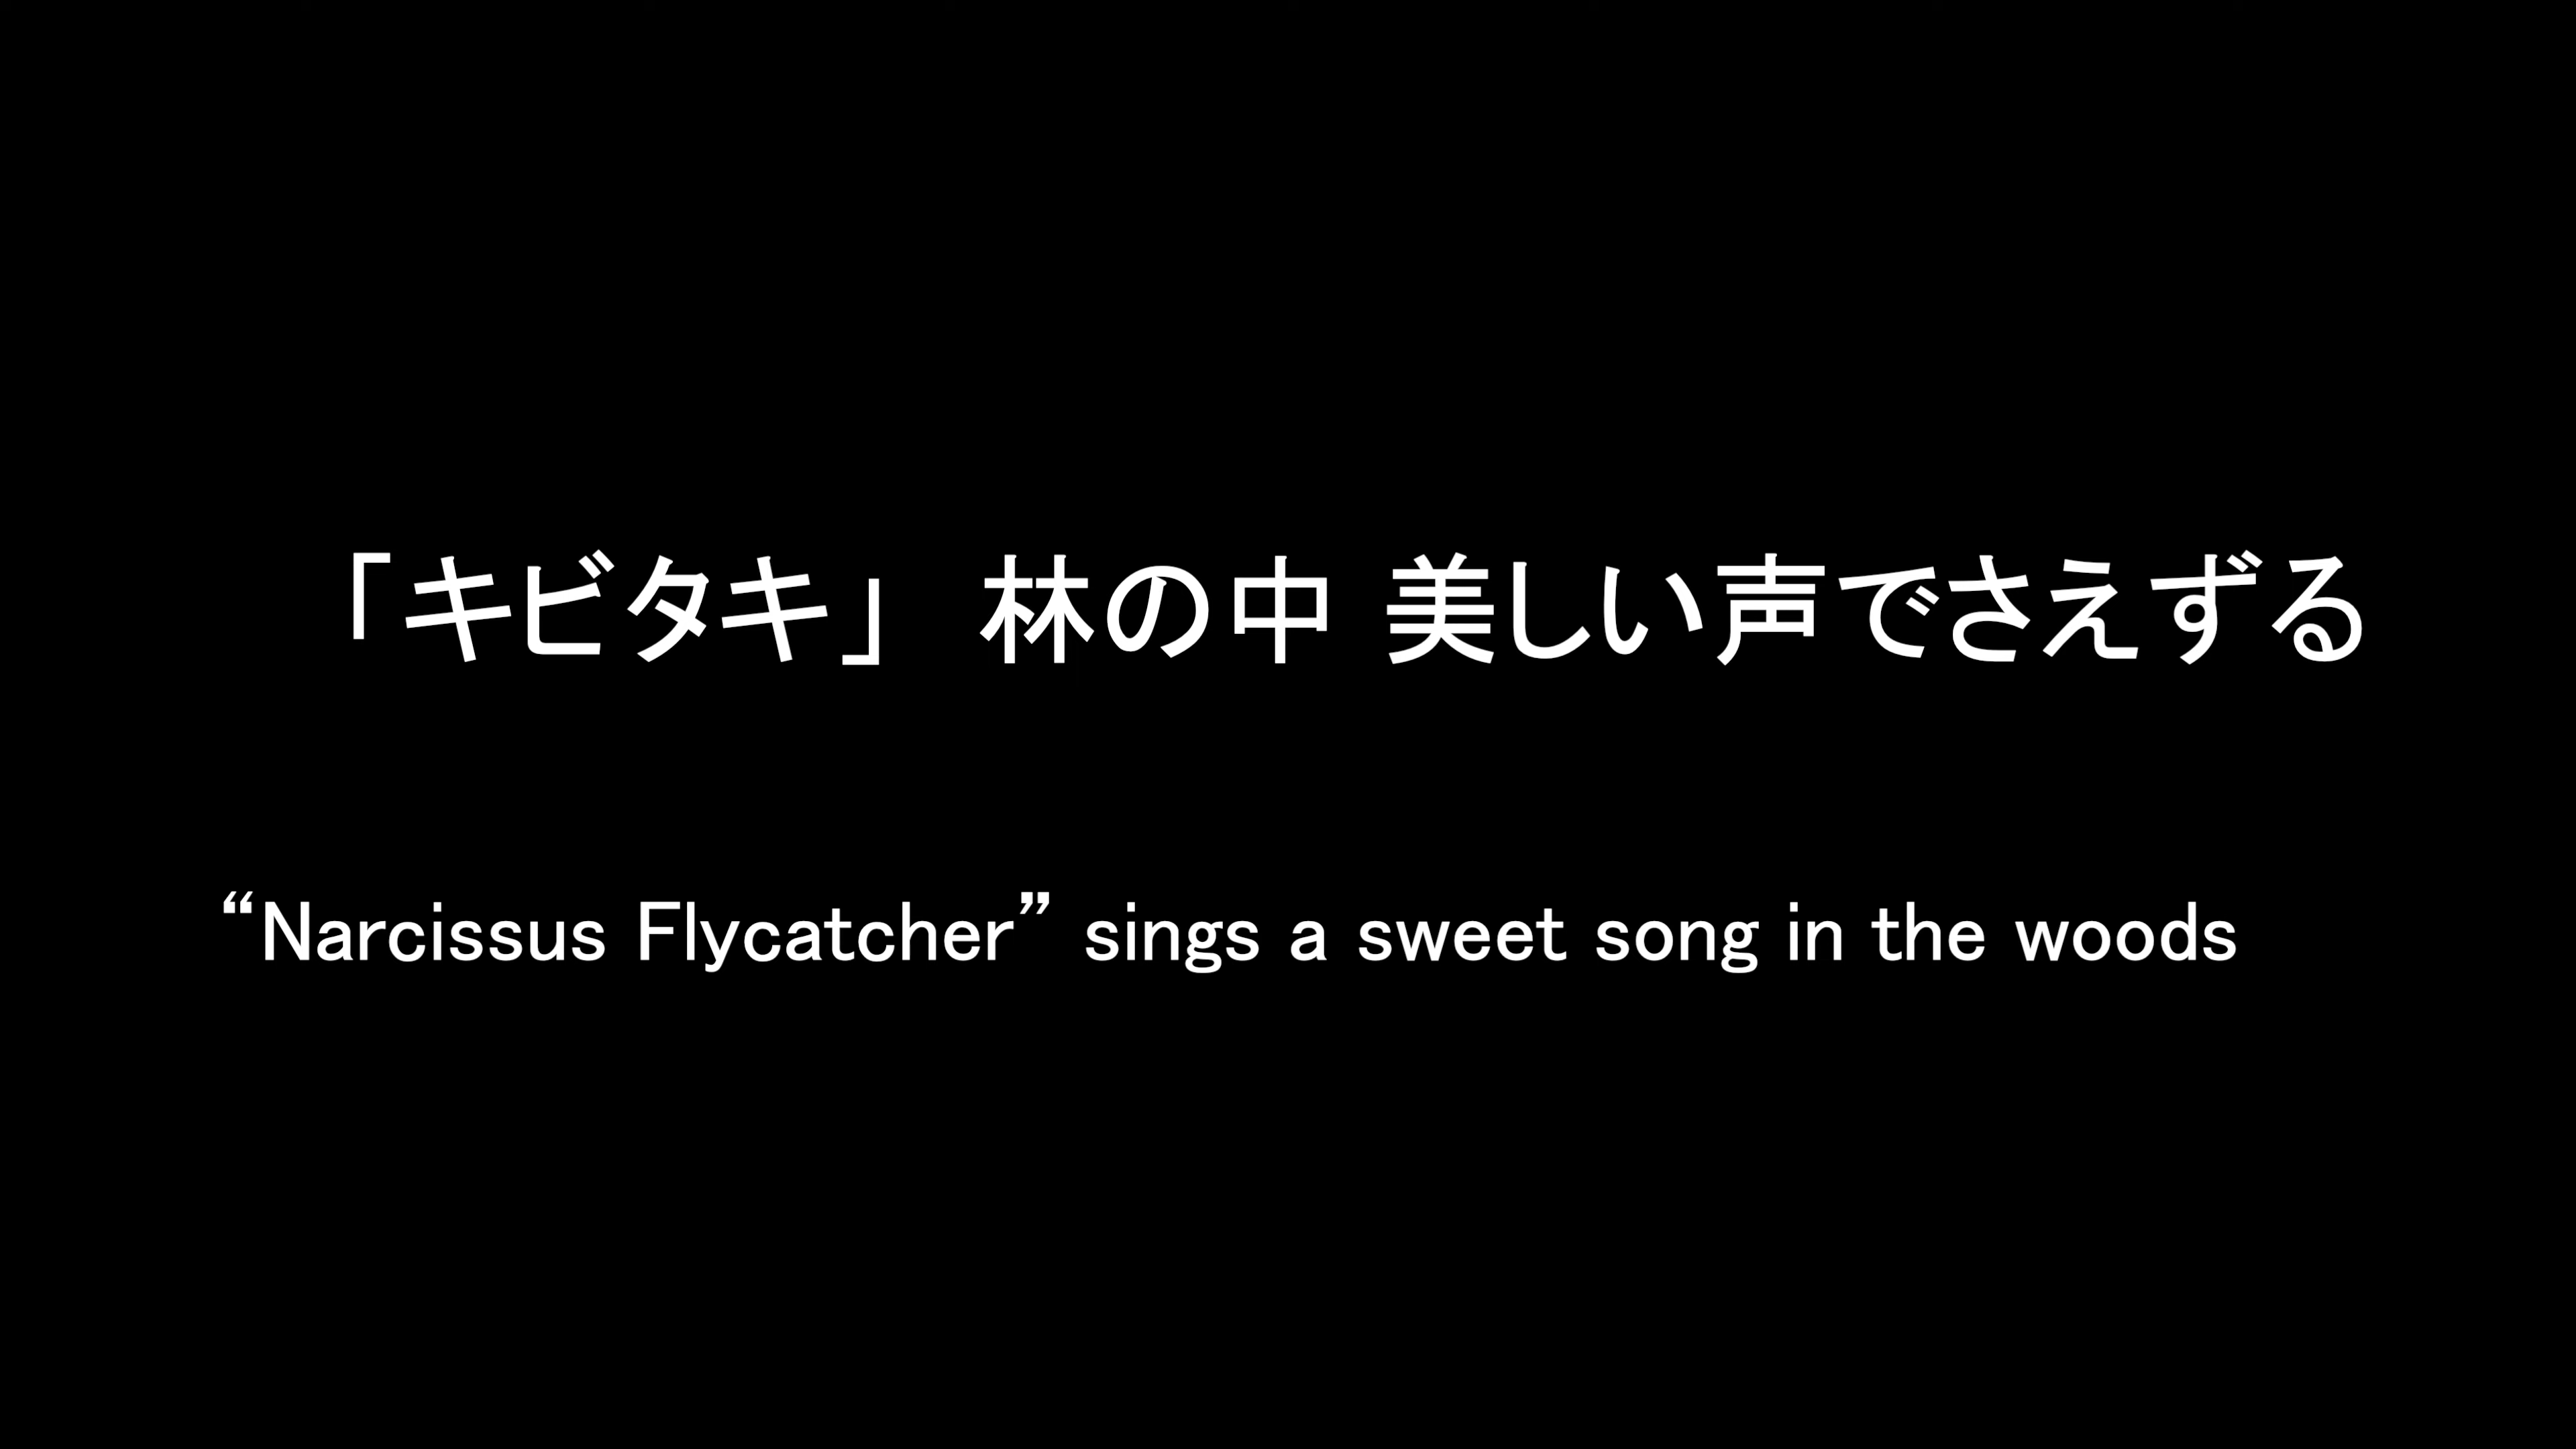 「キビタキ」　林の中 美しい声でさえずる
“Narcissus Flycatcher” sings a sweet song in the woods